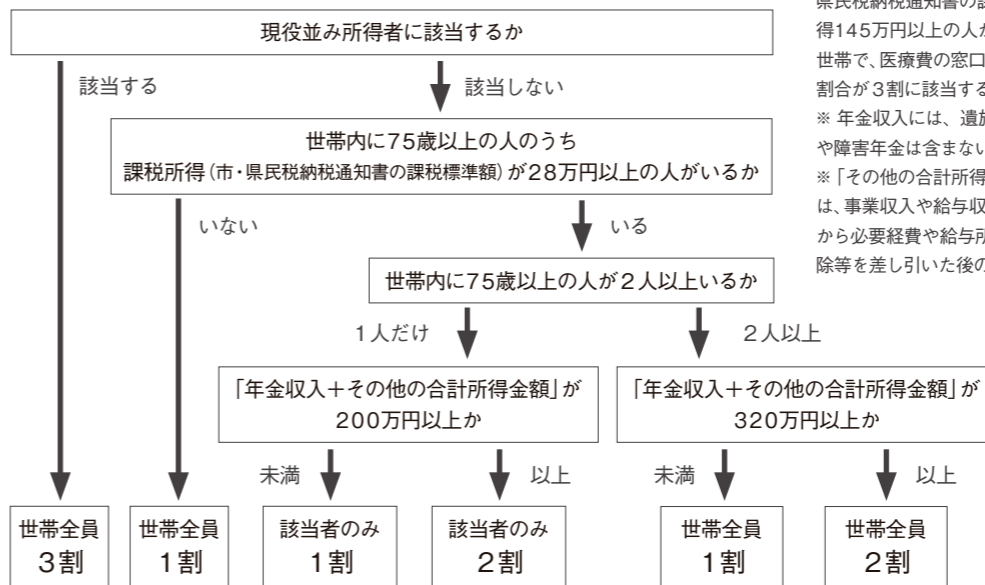 現役並み所得者に該当するか
該当する
該当しない
世帯内に75歳以上の人のうち
課税所得(市・県民税納税通知書の課税標準額)が28万円以上の人がいるか
いない
いる
世帯内に75歳以上の人が2人以上いるか
1人だけ
2人以上
「年金収入+その他の合計所得金額」が
200万円以上か
「年金収入+その他の合計所得金額」が
320万円以上か
未満
以上
未満
以上
世帯全員
3割
世帯全員
1割
該当者のみ
1割
該当者のみ
2割
世帯全員
1割
世帯全員
2割
県民税納税通知書の
得145万円以上の人が
世帯で、医療費の窓口
割合が3割に該当する
※ 年金収入には、遺
や障害年金は含まない
※「その他の合計所得
は、事業収入や給与収
から必要経費や給与所
除等を差し引いた後の